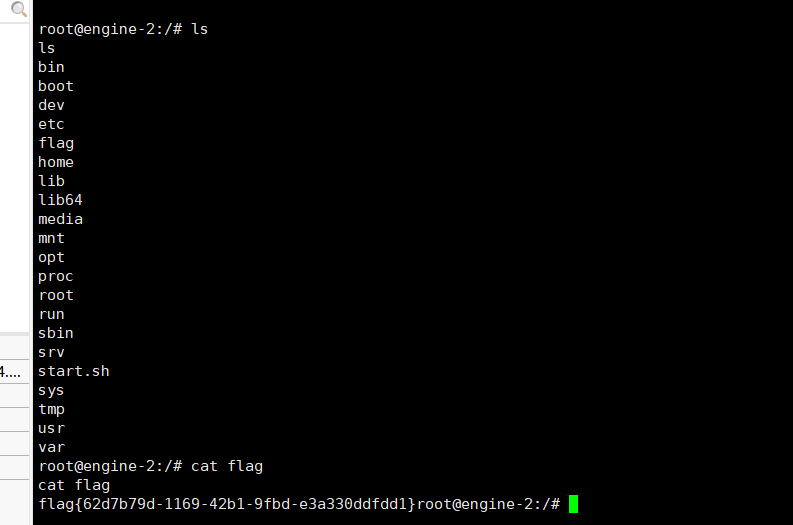 root@engine-2:/# ls
ls
bin
boot
dev
etc
flag
home
lib
lib64
media
mnt
opt
proc
root
run
sbin
srv
start.sh
4....
sys
tmp
usr
var
root@engine-2:/# cat flag
cat flag
flag{62d7b79d-1169-42b1-9fbd-e3a330ddfdd1}root@engine-2:/#